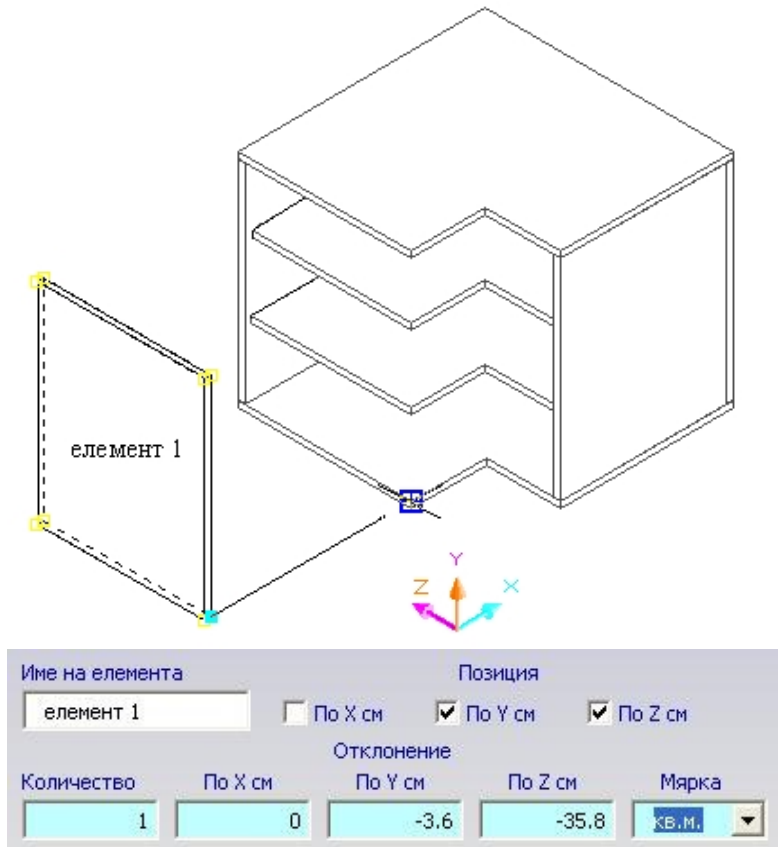 елемент 1
Y
Z X
Име на елемента Позиция
елемент 1 По X см По Y см По Z см
Отклонение
Количество По X см По Y см По Z см Мярка
1 0 -3.6 -35.8 кв.м.